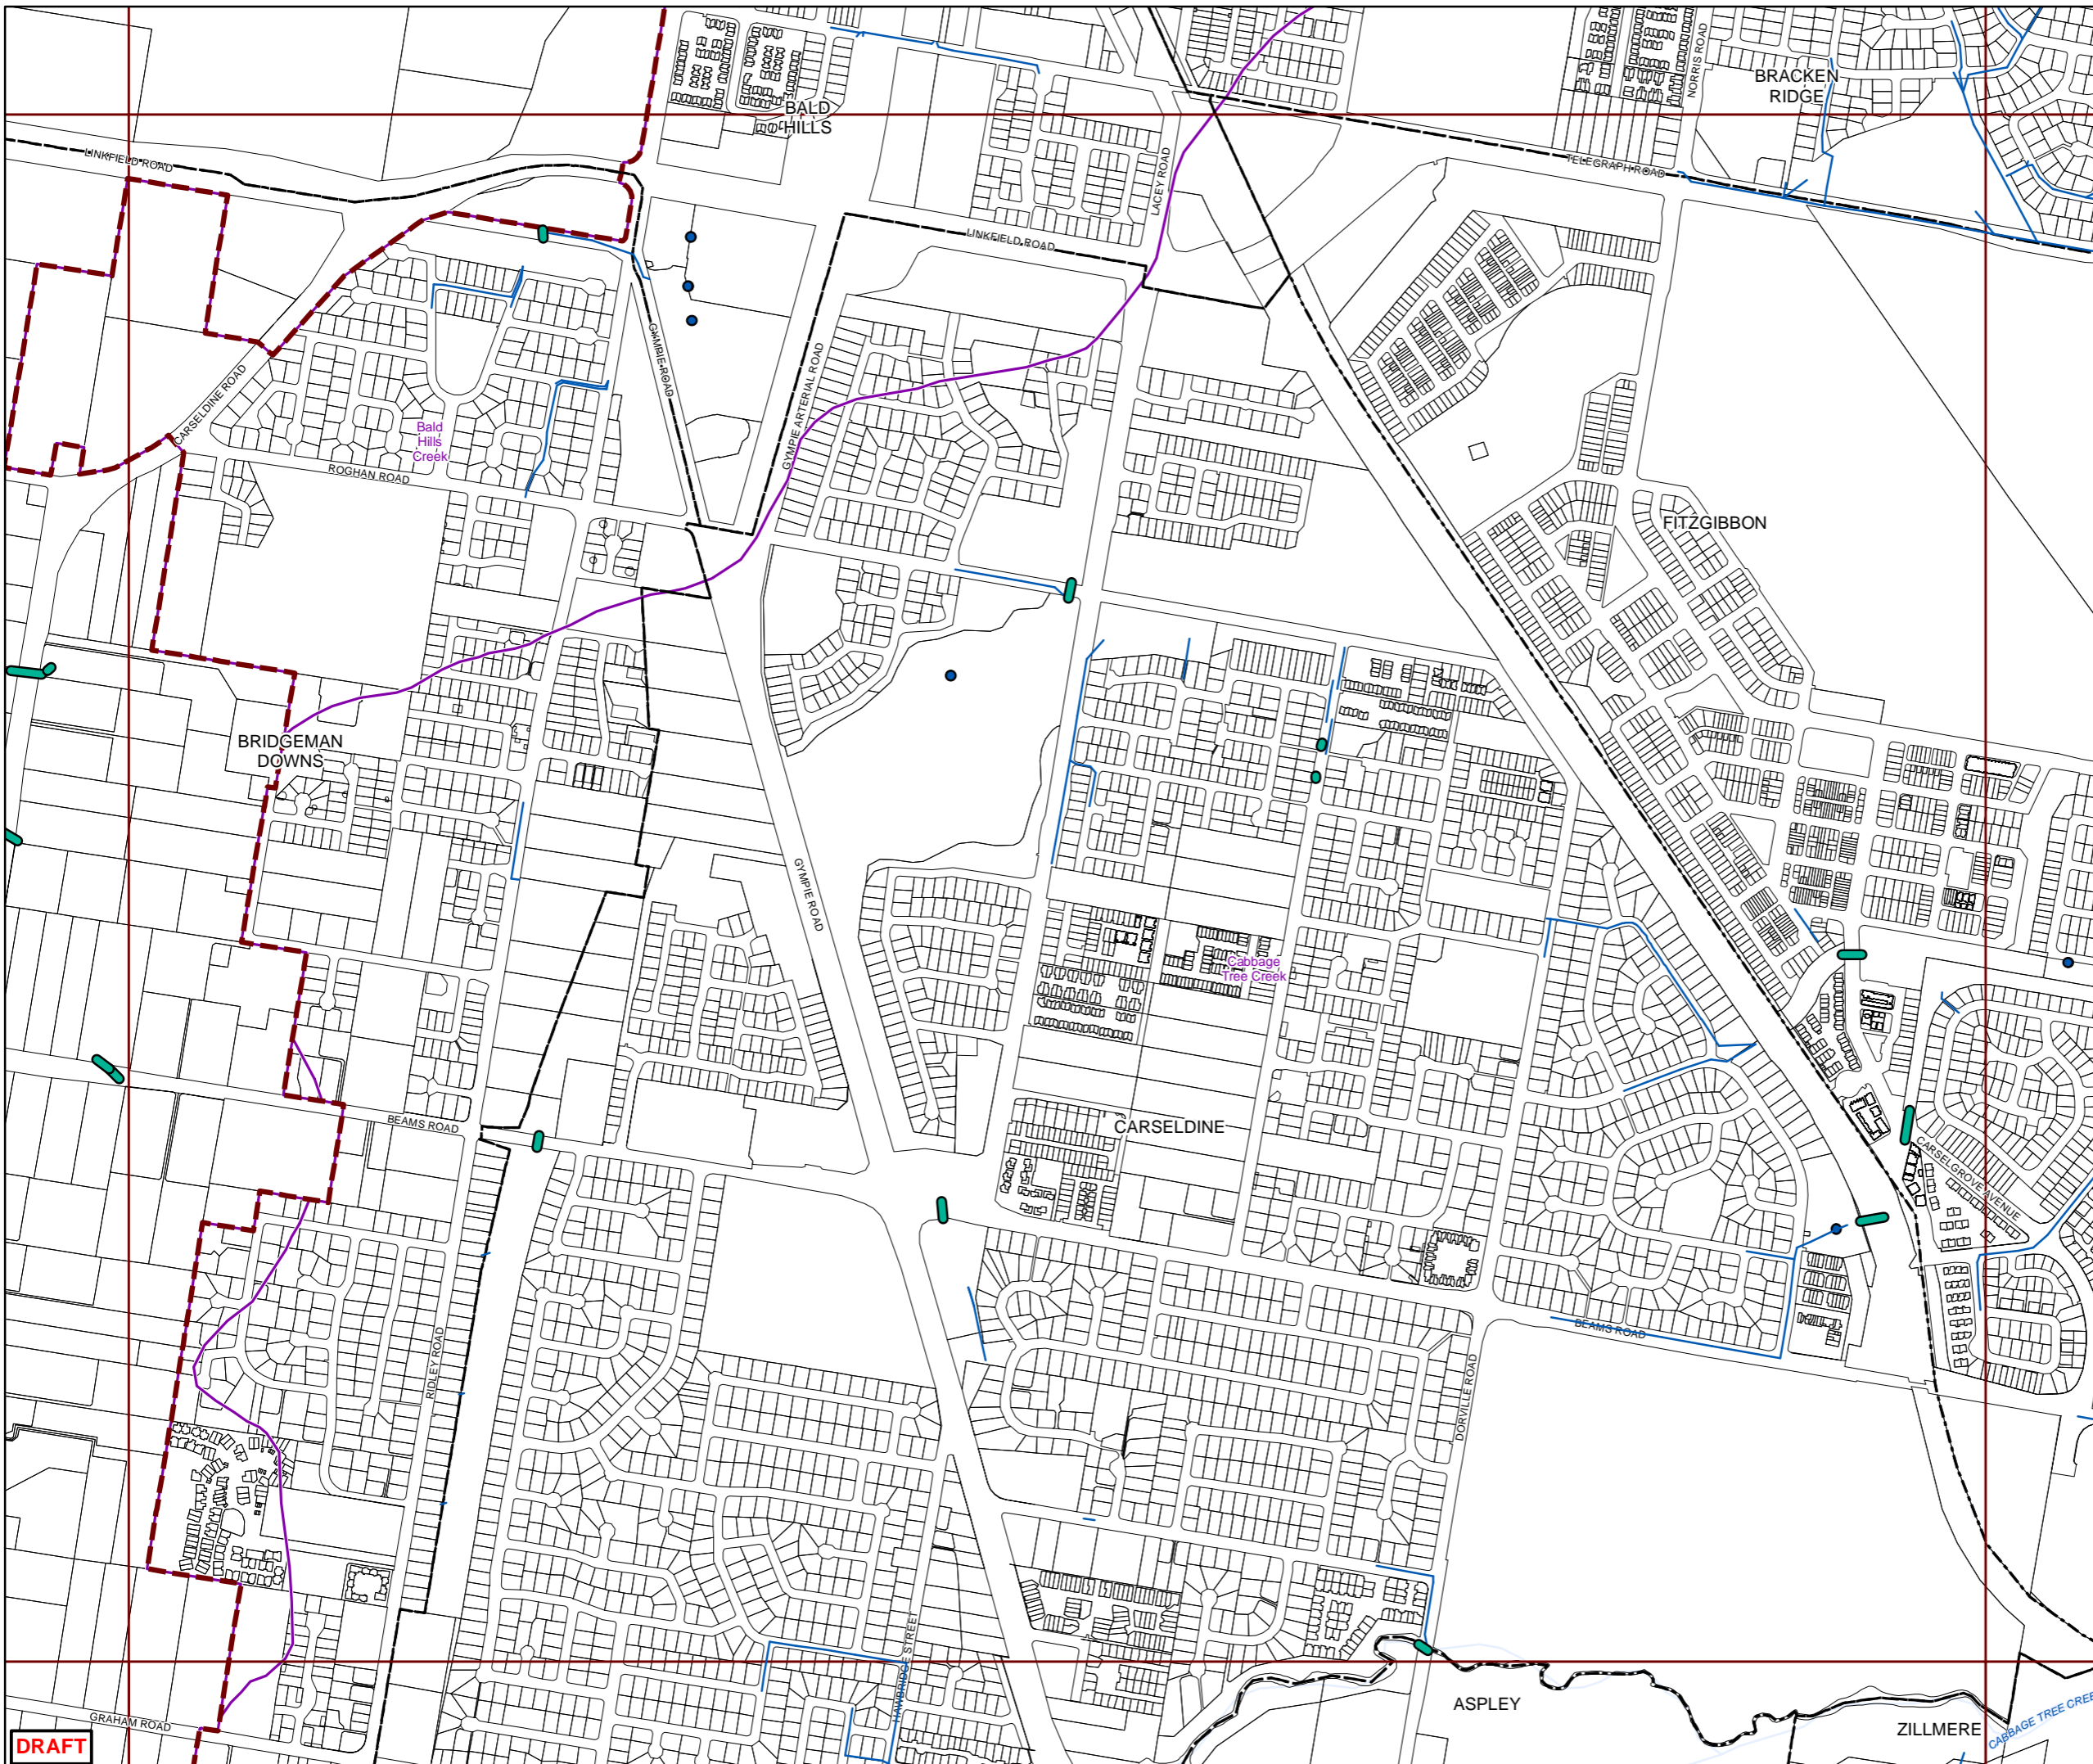 NORRIS ROAD
BRACKEN
RIDGE
BALD
HILLS
LINKFIELD ROAD
TELEGRAPH ROAD
LACEY ROAD
LINKFIELD ROAD
GYMPIE ROAD
GYMPIE ARTERIAL ROAD
CARSELDINE ROAD
Bald
Hills
Creek
ROGHAN ROAD
FITZGIBBON
BRIDGEMAN
DOWNS
GYMPIE ROAD
Cabbage
Tree Creek
BEAMS ROAD
CARSELDINE
CARSELGROVE AVENUE
BEAMS ROAD
RIDLEY ROAD
DORVILLE ROAD
HANBRIDGE STREET
ASPLEY
GRAHAM ROAD
ZILLMERE
CABBAGE TREE CREE
DRAFT